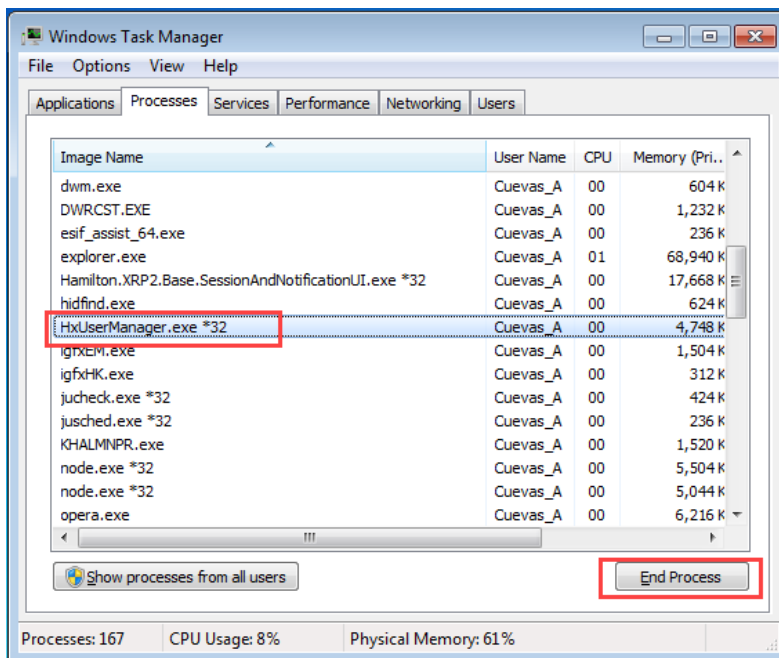 Windows Task Manager
File Options View Help
Applications Processes Services Performance Networking Users
Image Name User Name CPU Memory (Pri...
dwm.exe Cuevas_A 00 604 K
DWRCST.EXE Cuevas_A 00 1,232 K
esif_assist_64.exe Cuevas_A 00 236 K
explorer.exe Cuevas_A 01 68,940 K
Hamilton.XRP2.Base.SessionAndNotificationUI.exe *32 Cuevas_A 00 17,668 K
hidfind.exe Cuevas_A 00 624 K
HxUserManager.exe *32 Cuevas_A 00 4,748 K
igfxEM.exe Cuevas_A 00 1,504 K
igfxHK.exe Cuevas_A 00 312 K
jucheck.exe *32 Cuevas_A 00 424 K
jusched.exe *32 Cuevas_A 00 236 K
KHALMNPR.exe Cuevas_A 00 1,520 K
node.exe *32 Cuevas_A 00 5,504 K
node.exe *32 Cuevas_A 00 5,044 K
opera.exe Cuevas_A 00 6,216 K
Show processes from all users End Process
Processes: 167 CPU Usage: 8% Physical Memory: 61%